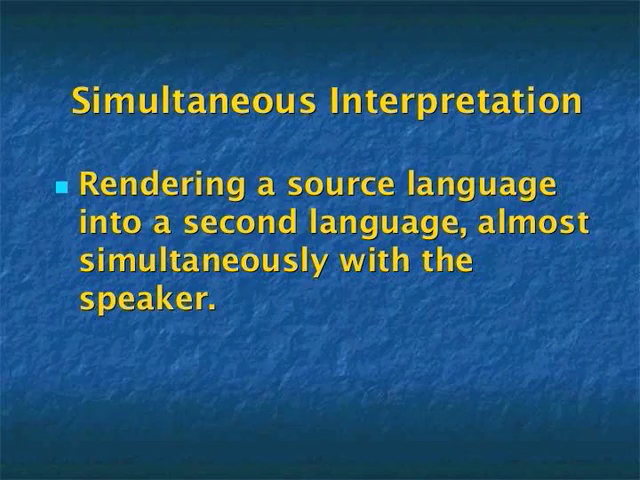 Simultaneous Interpretation
Rendering a source language
into a second language, almost
simultaneously with the
speaker.